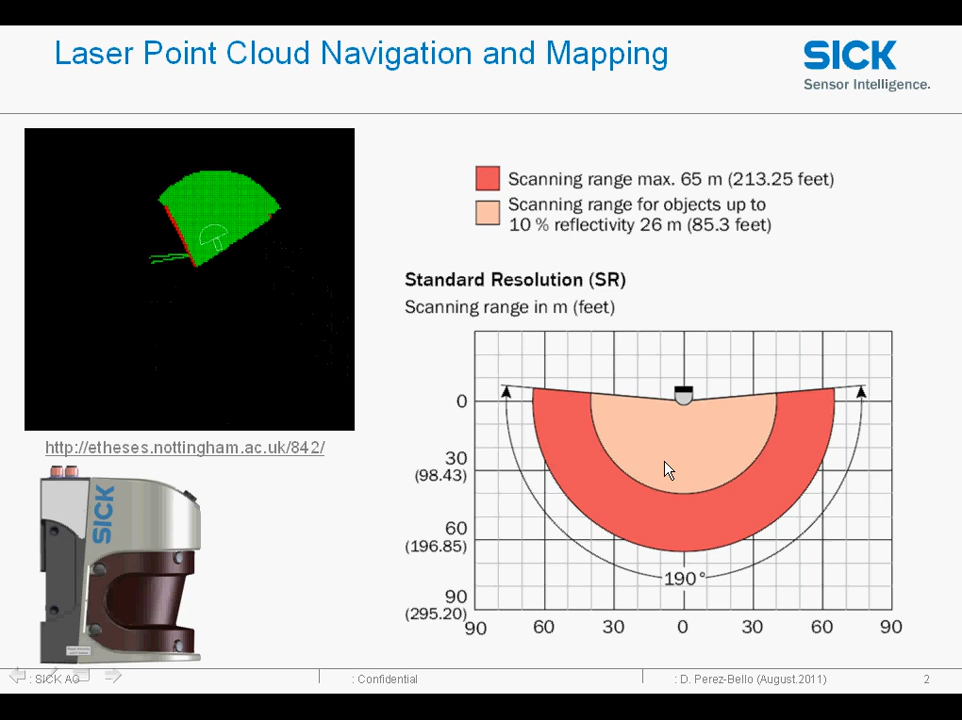 Laser Point Cloud Navigation and Mapping
SICK
Sensor Intelligence.
Scanning range max. 65 m (213.25 feet)
Scanning range for objects up to
10 % reflectivity 26 m (85.3 feet)
Standard Resolution (SR)
Scanning range in m (feet)
0
30
(98.43)
60
(196.85)
90
(295.20)
190°
90 60 30 0 30 60 90
http://etheses.nottingham.ac.uk/842/
SICK
: SICK AG
: Confidential
: D. Perez-Bello (August.2011)
2